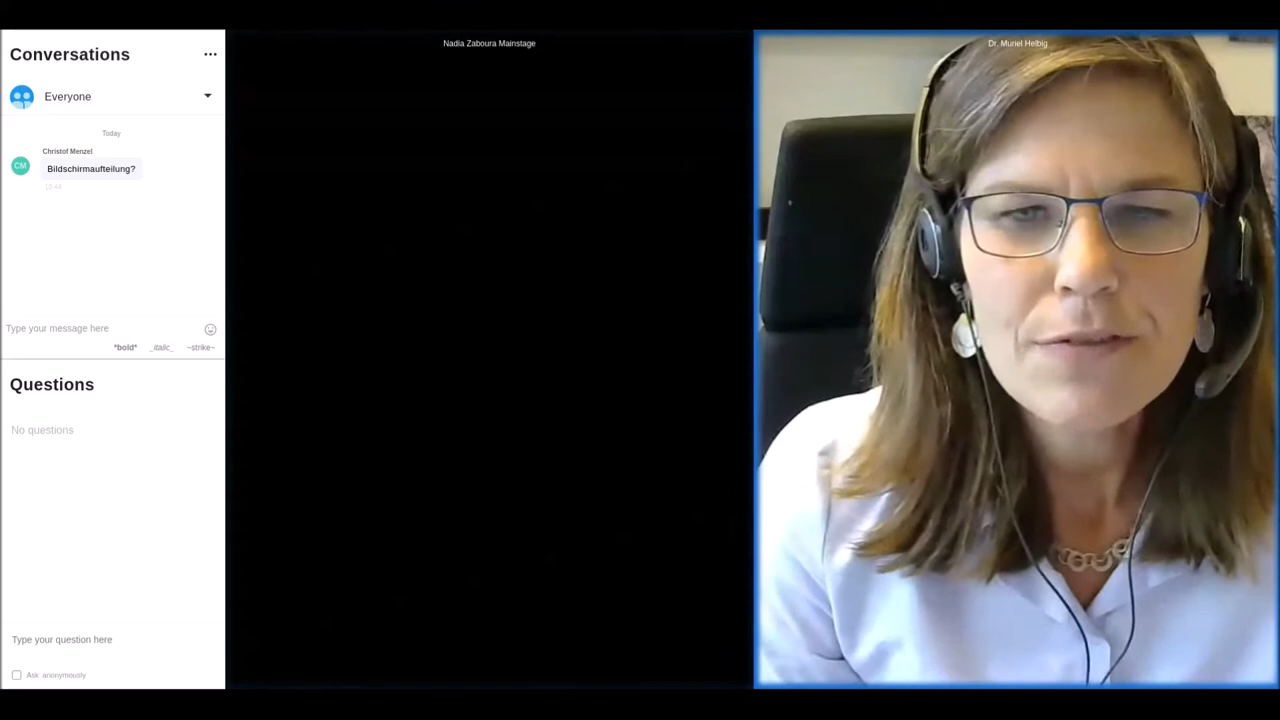 Conversations
Everyone
Today
Christof Menzel
CM
Bildschirmaufteilung?
Type your message here
*bold* _italic_ ~strike~
Questions
No questions
Type your question here
Ask anonymously
Nadia Zaboura Mainstage
Dr. Muriel Helbig